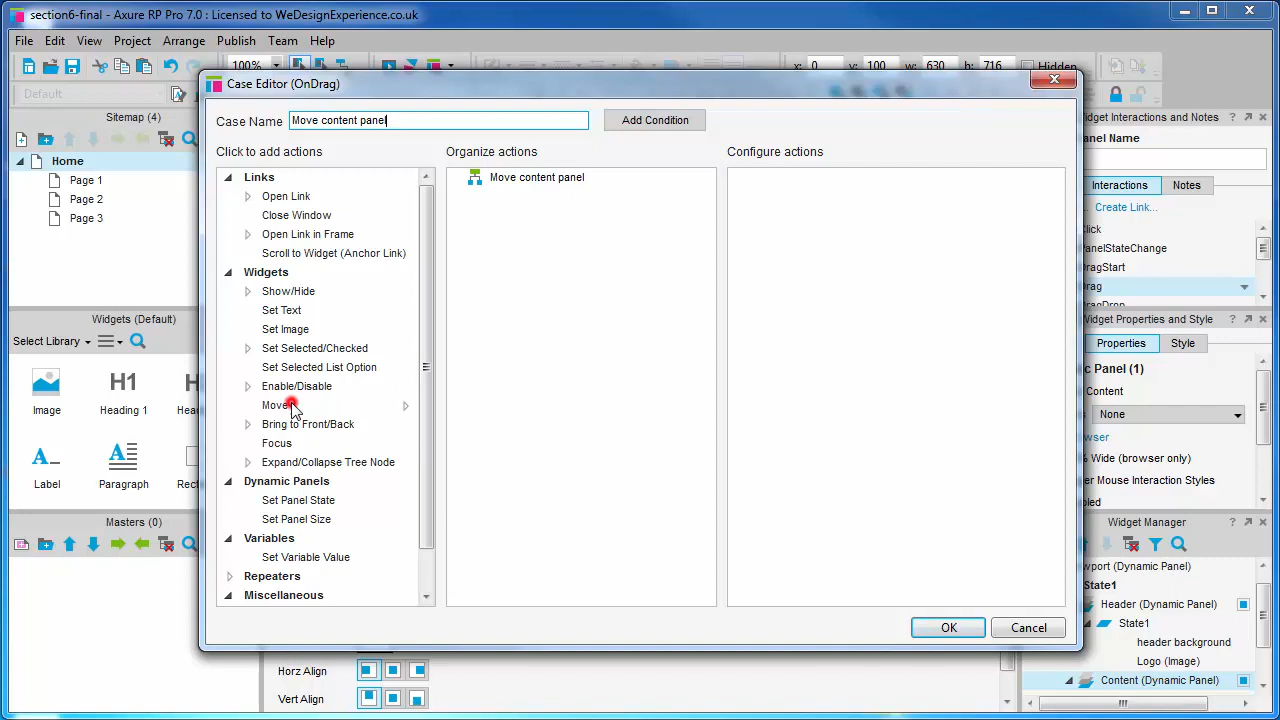 section6-final - Axure RP Pro 7.0 : Licensed to WeDesignExperience.co.uk
File Edit View Project Arrange Publish Team Help
100% x: 0 y: 100 w: 630 h: 716 Hidden
Default
Case Editor (OnDrag)
Sitemap (4)
Home
Page 1
Page 2
Page 3
Widgets (Default)
Select Library
Image
Heading 1
Label
Paragraph
Masters (0)
Case Name Move content panel Add Condition
Click to add actions
Links
Open Link
Close Window
Open Link in Frame
Scroll to Widget (Anchor Link)
Widgets
Show/Hide
Set Text
Set Image
Set Selected/Checked
Set Selected List Option
Enable/Disable
Move
Bring to Front/Back
Focus
Expand/Collapse Tree Node
Dynamic Panels
Set Panel State
Set Panel Size
Variables
Set Variable Value
Repeaters
Miscellaneous
Organize actions
Move content panel
Configure actions
OK Cancel
Horz Align
Vert Align
Widget Interactions and Notes
Panel Name
Interactions Notes
Create Link...
Click
PanelStateChange
DragStart
Drag
DragDrop
Widget Properties and Style
Properties Style
Panel (1)
Content
None
% Wide (browser only)
Mouse Interaction Styles
Widget Manager
(Dynamic Panel)
State1
Header (Dynamic Panel)
State1
header background
Logo (Image)
Content (Dynamic Panel)